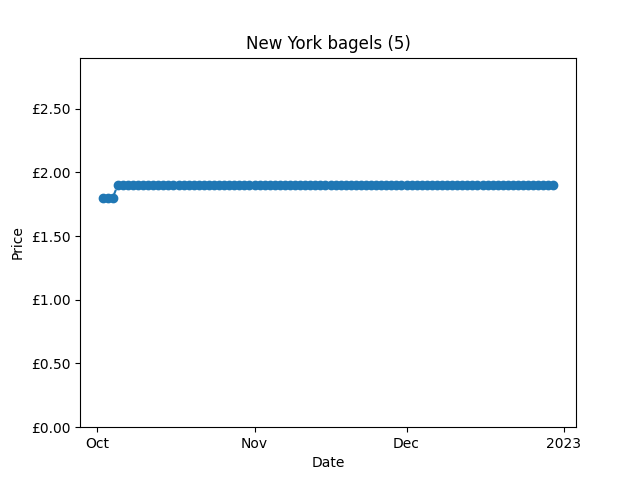 New York bagels (5)
£2.50
£2.00
£1.50
£1.00
£0.50
£0.00
Price
Oct Nov Dec 2023
Date